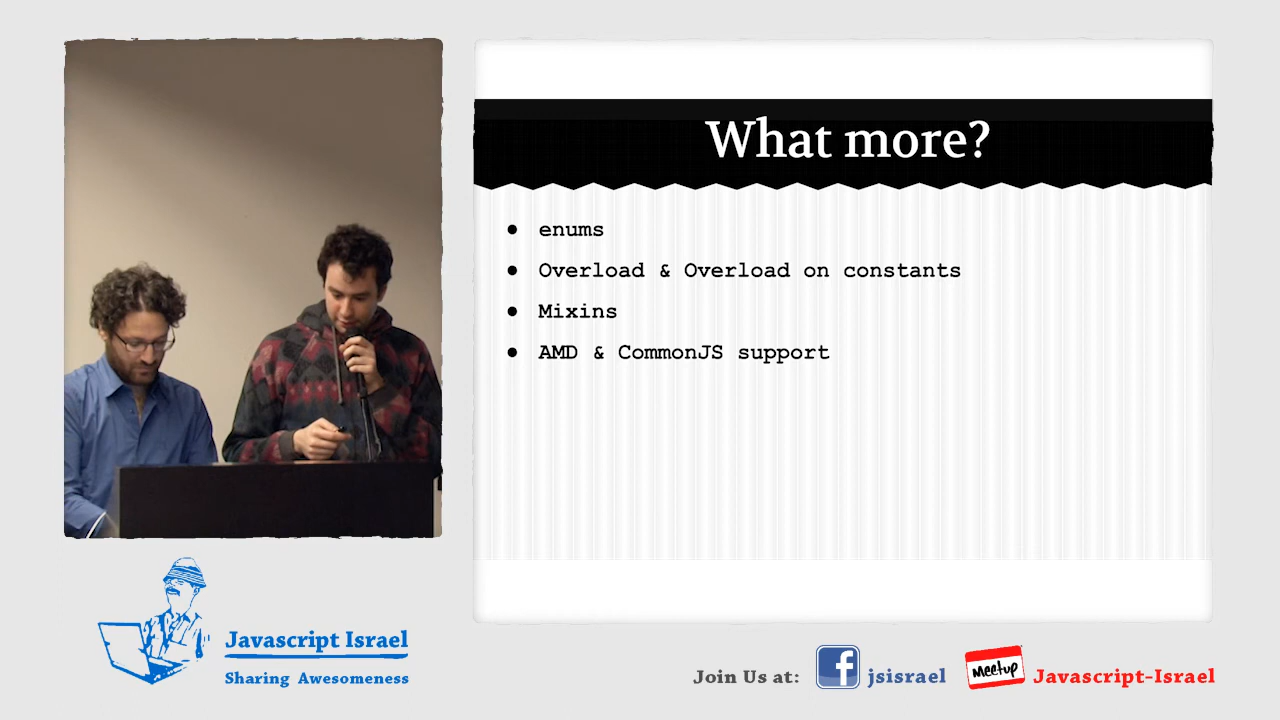 What more?
● enums
● Overload & Overload on constants
● Mixins
● AMD & CommonJS support
Javascript Israel
Sharing Awesomeness
Join Us at: f jsisrael Meetup Javascript-Israel